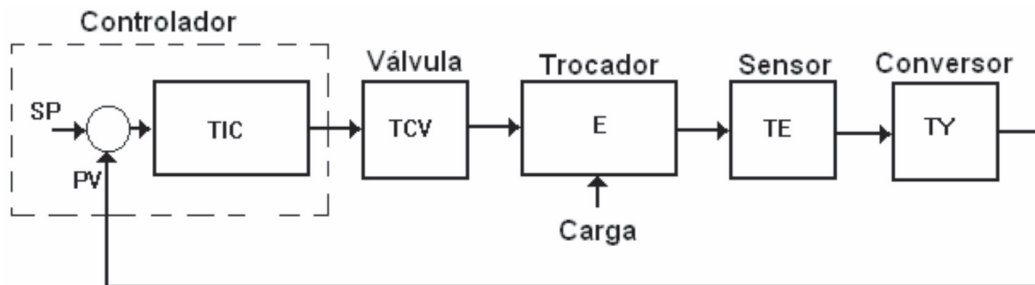 Controlador
Válvula
Trocador
Sensor
Conversor
SP
TIC
TCV
E
TE
TY
PV
Carga